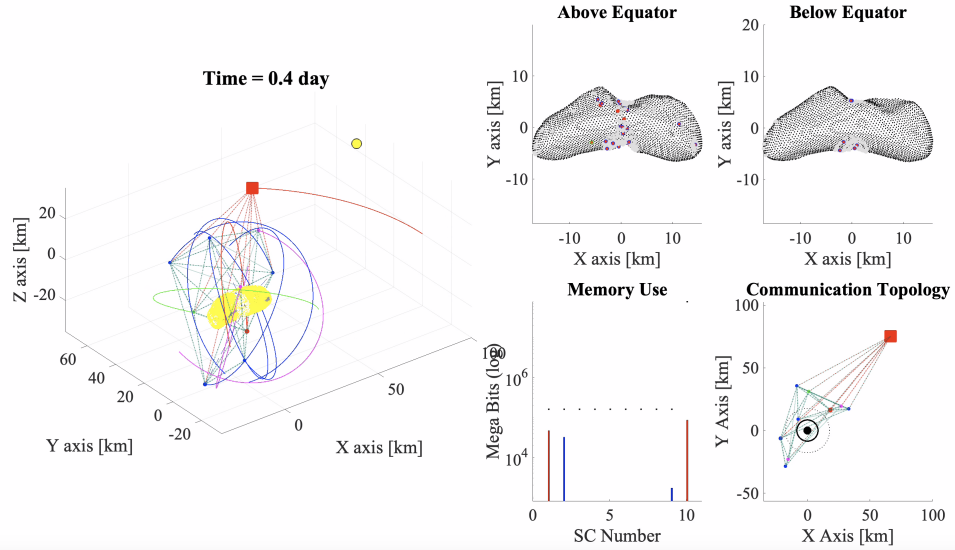 Time = 0.4 day
Z axis [km]
20
0
-20
60
40
20
0
-20
Y axis [km]
0
50
100
X axis [km]
Above Equator
Y axis [km]
10
0
-10
-10
0
10
X axis [km]
Below Equator
Y axis [km]
20
10
0
-10
-10
0
10
X axis [km]
Memory Use
Mega Bits (log)
10^6
10^4
0
5
10
SC Number
Communication Topology
Y Axis [km]
100
50
0
-50
0
50
100
X Axis [km]